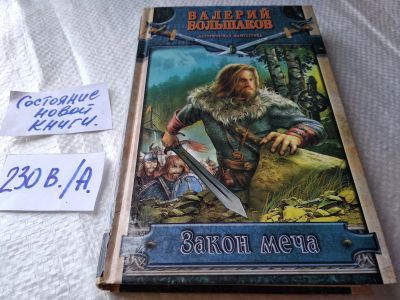 Состояние
новой
книги.
230 В./А.
ВАЛЕРИЙ
БОЛЬШАКОВ
ИСТОРИЧЕСКАЯ ФАНТАСТИКА
Закон меча